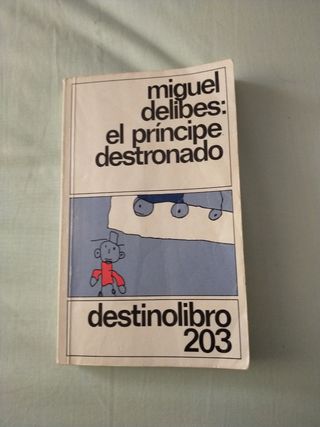 miguel
delibes:
el príncipe
destronado
destinolibro
203